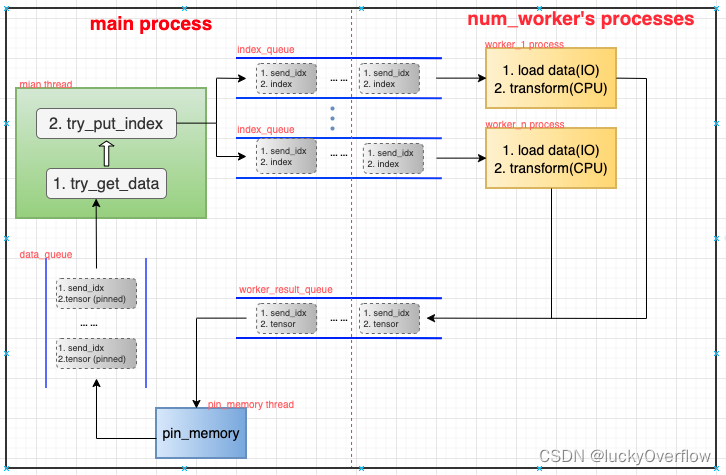 main process
num_worker's processes
index_queue
worker_1 process
1. send_idx
2. index
... ...
1. send_idx
2. index
1. load data(IO)
2. transform(CPU)
mian thread
2. try_put_index
1. try_get_data
index_queue
worker_n process
1. send_idx
2. index
... ...
1. send_idx
2. index
1. load data(IO)
2. transform(CPU)
data_queue
1. send_idx
2.tensor (pinned)
... ...
1. send_idx
2.tensor (pinned)
worker_result_queue
1. send_idx
2. tensor
... ...
1. send_idx
2. tensor
pin_memory thread
pin_memory
CSDN @luckyOverflow